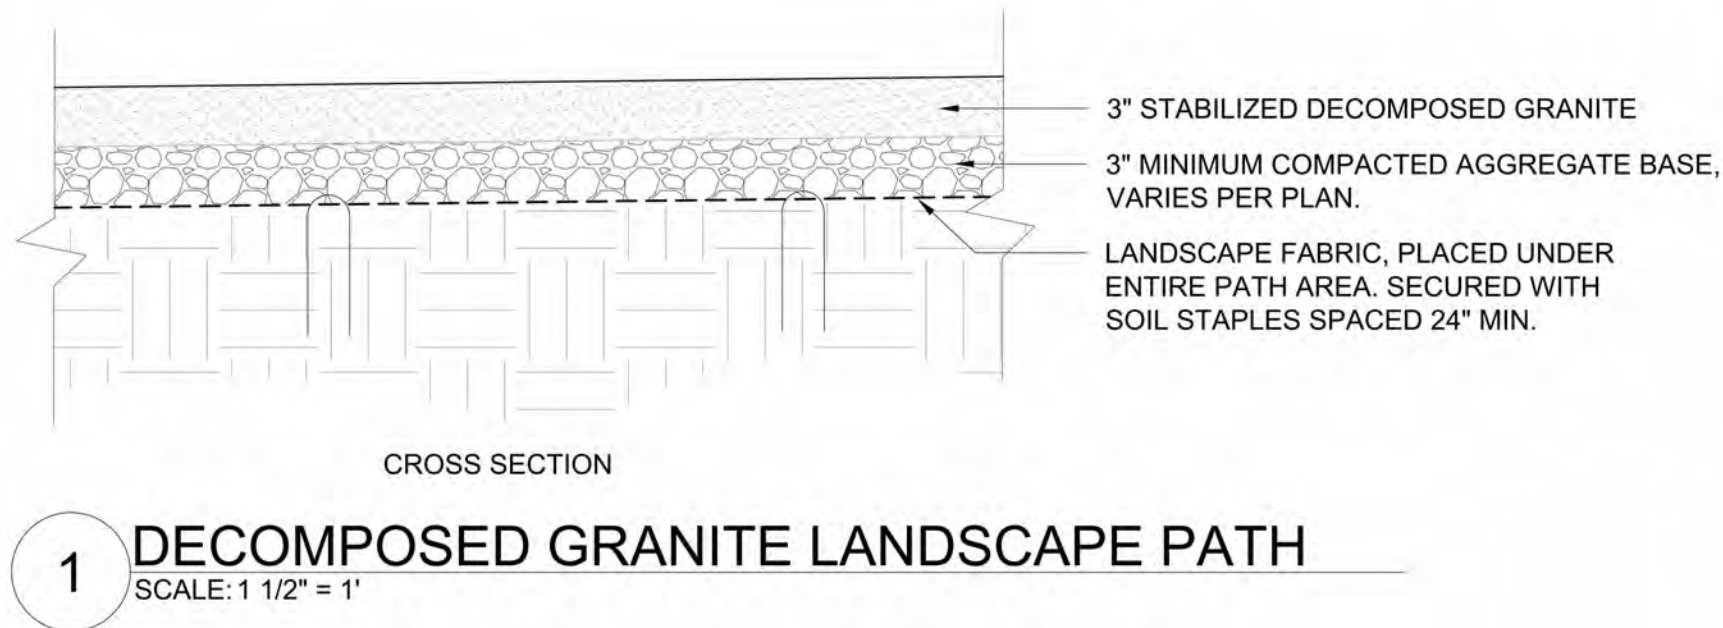 3" STABILIZED DECOMPOSED GRANITE
3" MINIMUM COMPACTED AGGREGATE BASE,
VARIES PER PLAN.
LANDSCAPE FABRIC, PLACED UNDER
ENTIRE PATH AREA. SECURED WITH
SOIL STAPLES SPACED 24" MIN.
CROSS SECTION
1
DECOMPOSED GRANITE LANDSCAPE PATH
SCALE: 1 1/2" = 1'